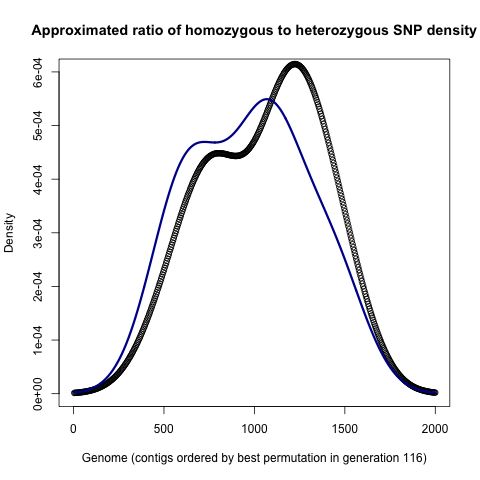 Approximated ratio of homozygous to heterozygous SNP density
6e-04
5e-04
4e-04
3e-04
2e-04
1e-04
0e+00
Density
0 500 1000 1500 2000
Genome (contigs ordered by best permutation in generation 116)